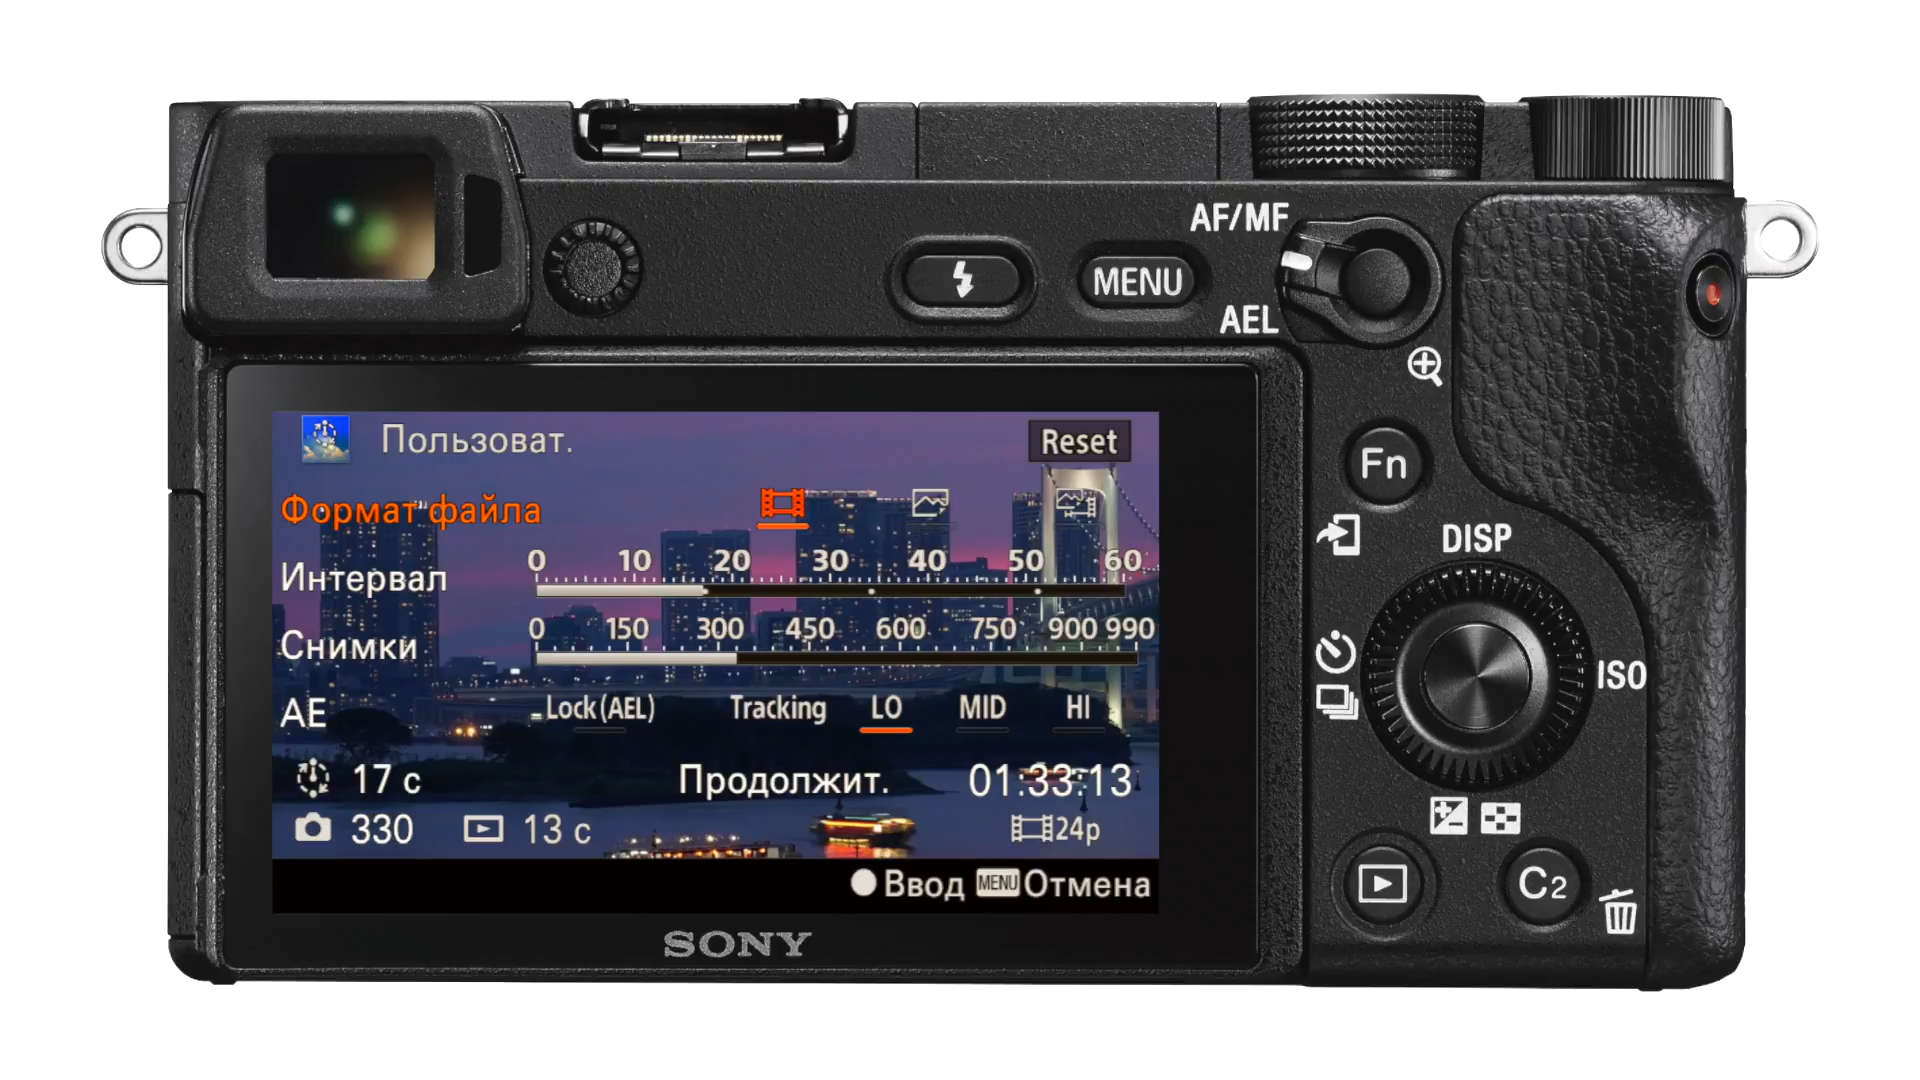 AF/MF
MENU
AEL
Пользоват.
Reset
Формат файла
Fn
Интервал
0 10 20 30 40 50 60
DISP
Снимки
0 150 300 450 600 750 900 990
ISO
AE
Lock(AEL) Tracking LO MID HI
17 с
Продолжит. 01:33:13
330
13 с
24p
Ввод MENU Отмена
C2
SONY